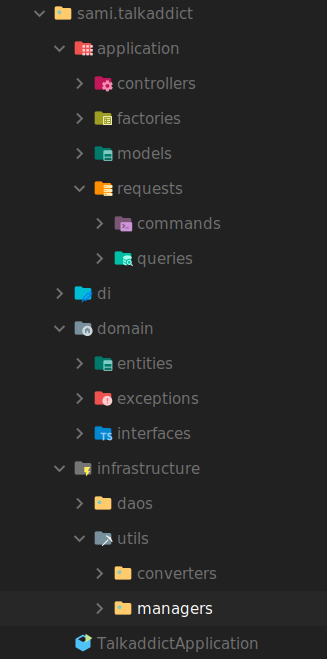 sami.talkaddict
application
controllers
factories
models
requests
commands
queries
di
domain
entities
exceptions
TS
interfaces
infrastructure
daos
utils
converters
managers
TalkaddictApplication